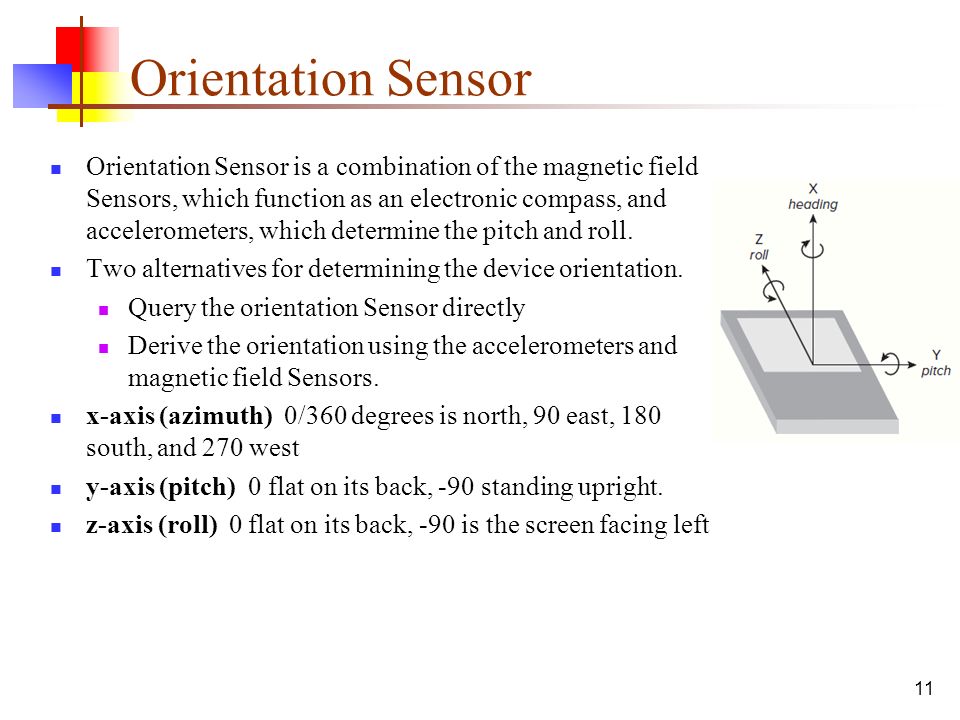 Orientation Sensor
Orientation Sensor is a combination of the magnetic field
Sensors, which function as an electronic compass, and
accelerometers, which determine the pitch and roll.
Two alternatives for determining the device orientation.
Query the orientation Sensor directly
Derive the orientation using the accelerometers and
magnetic field Sensors.
x-axis (azimuth) 0/360 degrees is north, 90 east, 180
south, and 270 west
y-axis (pitch) 0 flat on its back, -90 standing upright.
z-axis (roll) 0 flat on its back, -90 is the screen facing left
X
heading
Z
roll
Y
pitch
11